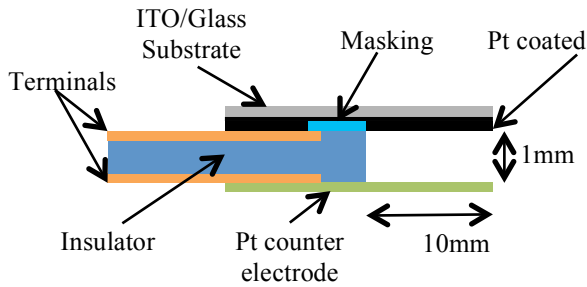 ITO/Glass
Substrate
Masking
Pt coated
Terminals
1mm
Insulator
Pt counter
electrode
10mm